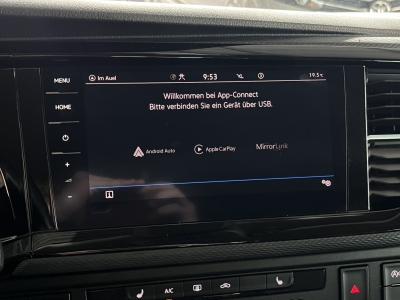 MENU
Im Auel
9:53
19.5°C
HOME
Willkommen bei App-Connect
Bitte verbinden Sie ein Gerät über USB.
Android Auto
Apple CarPlay
MirrorLink
+
-
A/C